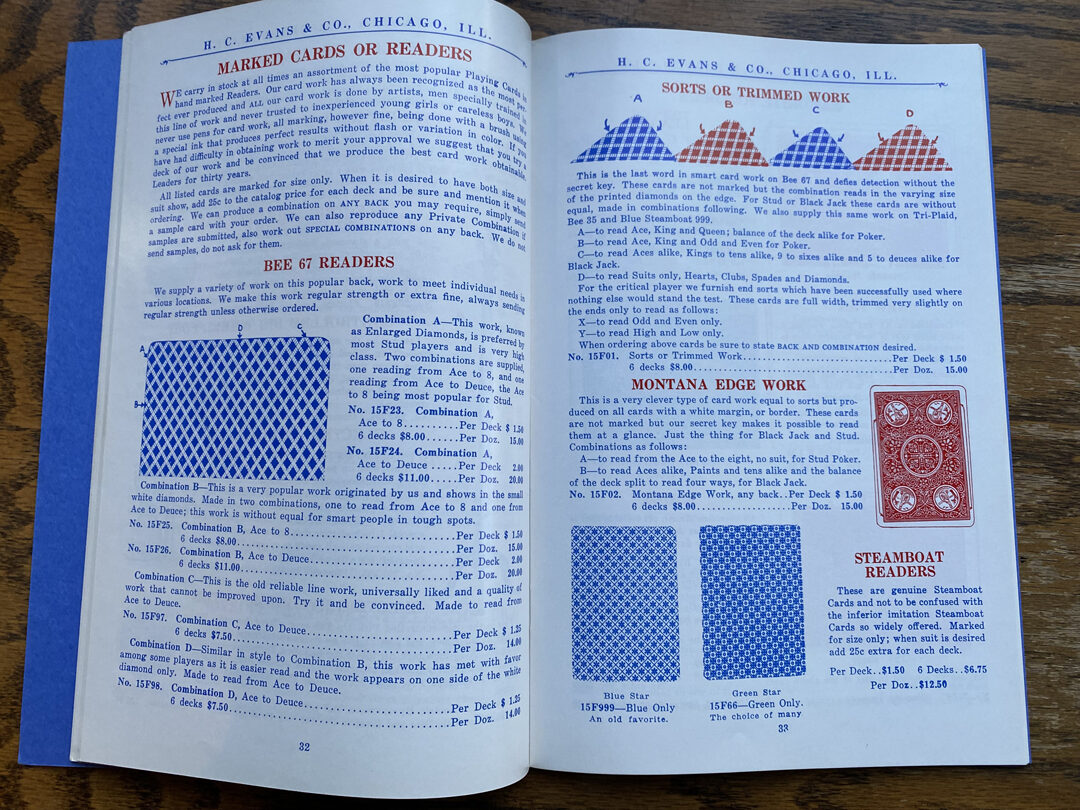 H. C. EVANS & CO., CHICAGO, ILL.
MARKED CARDS OR READERS
WE carry in stock at all times an assortment of the most popular Playing Cards in
hand marked Readers. Our card work has always been recognized as the most per-
fect ever produced and ALL our card work is done by artists, men specially trained in
this line of work and never trusted to inexperienced young girls or careless boys. We
never use pens for card work, all marking, however fine, being done with a brush using
a special ink that produces perfect results without flash or variation in color. If you
have had difficulty in obtaining work to merit your approval we suggest that you try a
deck of our work and be convinced that we produce the best card work obtainable.
Leaders for thirty years.
All listed cards are marked for size only. When it is desired to have both size and
suit show, add 25c to the catalog price for each deck and be sure and mention it when
ordering. We can produce a combination on ANY BACK you may require, simply send
a sample card with your order. We can also reproduce any Private Combination if
samples are submitted, also work out SPECIAL COMBINATIONS on any back. We do not
send samples, do not ask for them.
BEE 67 READERS
We supply a variety of work on this popular back, work to meet individual needs in
various locations. We make this work regular strength or extra fine, always sending
regular strength unless otherwise ordered.
A
B
D
C
Combination A—This work, known
as Enlarged Diamonds, is preferred by
most Stud players and is very high
class. Two combinations are supplied,
one reading from Ace to 8, and one
reading from Ace to Deuce, the Ace
to 8 being most popular for Stud.
No. 15F23. Combination A,
Ace to 8..........Per Deck $ 1.50
6 decks $8.00......Per Doz. 15.00
No. 15F24. Combination A,
Ace to Deuce .....Per Deck 2.00
6 decks $11.00.....Per Doz. 20.00
Combination B—This is a very popular work originated by us and shows in the small
white diamonds. Made in two combinations, one to read from Ace to 8 and one from
Ace to Deuce; this work is without equal for smart people in tough spots.
No. 15F25. Combination B, Ace to 8..............................Per Deck $ 1.50
6 decks $8.00........................................Per Doz. 15.00
No. 15F26. Combination B, Ace to Deuce..........................Per Deck 2.00
6 decks $11.00.......................................Per Doz. 20.00
Combination C—This is the old reliable line work, universally liked and a quality of
work that cannot be improved upon. Try it and be convinced. Made to read from
Ace to Deuce.
No. 15F97. Combination C, Ace to Deuce..........................Per Deck $ 1.25
6 decks $7.50........................................Per Doz. 14.00
Combination D—Similar in style to Combination B, this work has met with favor
among some players as it is easier read and the work appears on one side of the white
diamond only. Made to read from Ace to Deuce.
No. 15F98. Combination D, Ace to Deuce..........................Per Deck $ 1.25
6 decks $7.50........................................Per Doz. 14.00
32
H. C. EVANS & CO., CHICAGO, ILL.
SORTS OR TRIMMED WORK
A B C D
This is the last word in smart card work on Bee 67 and defies detection without the
secret key. These cards are not marked but the combination reads in the varying size
of the printed diamonds on the edge. For Stud or Black Jack these cards are without
equal, made in combinations following. We also supply this same work on Tri-Plaid,
Bee 35 and Blue Steamboat 999.
A—to read Ace, King and Queen; balance of the deck alike for Poker.
B—to read Ace, King and Odd and Even for Poker.
C—to read Aces alike, Kings to tens alike, 9 to sixes alike and 5 to deuces alike for
Black Jack.
D—to read Suits only, Hearts, Clubs, Spades and Diamonds.
For the critical player we furnish end sorts which have been successfully used where
nothing else would stand the test. These cards are full width, trimmed very slightly on
the ends only to read as follows:
X—to read Odd and Even only.
Y—to read High and Low only.
When ordering above cards be sure to state BACK AND COMBINATION desired.
No. 15F01. Sorts or Trimmed Work..............................Per Deck $ 1.50
6 decks $8.00........................................Per Doz. 15.00
MONTANA EDGE WORK
This is a very clever type of card work equal to sorts but pro-
duced on all cards with a white margin, or border. These cards
are not marked but our secret key makes it possible to read
them at a glance. Just the thing for Black Jack and Stud.
Combinations as follows:
A—to read from the Ace to the eight, no suit, for Stud Poker.
B—to read Aces alike, Paints and tens alike and the balance
of the deck split to read four ways, for Black Jack.
No. 15F02. Montana Edge Work, any back..Per Deck $ 1.50
6 decks $8.00....................Per Doz. 15.00
Blue Star
15F999—Blue Only
An old favorite.
Green Star
15F66—Green Only.
The choice of many
STEAMBOAT
READERS
These are genuine Steamboat
Cards and not to be confused with
the inferior imitation Steamboat
Cards so widely offered. Marked
for size only; when suit is desired
add 25c extra for each deck.
Per Deck..$1.50 6 Decks..$6.75
Per Doz..$12.50
33